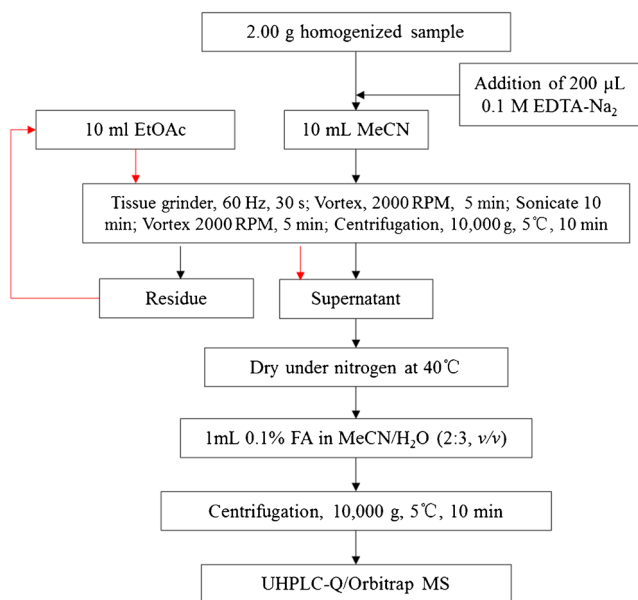 2.00 g homogenized sample
Addition of 200 µL
0.1 M EDTA-Na₂
10 ml EtOAc
10 mL MeCN
Tissue grinder, 60 Hz, 30 s; Vortex, 2000 RPM, 5 min; Sonicate 10
min; Vortex 2000 RPM, 5 min; Centrifugation, 10,000 g, 5℃, 10 min
Residue
Supernatant
Dry under nitrogen at 40℃
1mL 0.1% FA in MeCN/H₂O (2:3, v/v)
Centrifugation, 10,000 g, 5℃, 10 min
UHPLC-Q/Orbitrap MS